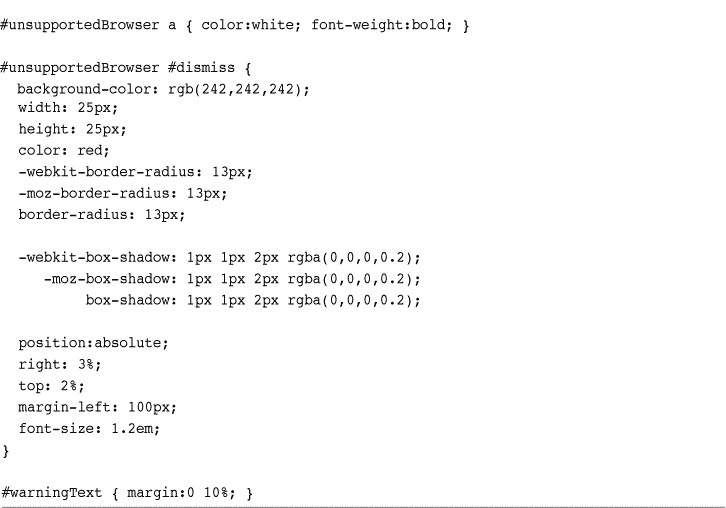 #unsupportedBrowser a { color:white; font-weight:bold; }

#unsupportedBrowser #dismiss {
  background-color: rgb(242,242,242);
  width: 25px;
  height: 25px;
  color: red;
  -webkit-border-radius: 13px;
  -moz-border-radius: 13px;
  border-radius: 13px;

  -webkit-box-shadow: 1px 1px 2px rgba(0,0,0,0.2);
     -moz-box-shadow: 1px 1px 2px rgba(0,0,0,0.2);
          box-shadow: 1px 1px 2px rgba(0,0,0,0.2);

  position:absolute;
  right: 3%;
  top: 2%;
  margin-left: 100px;
  font-size: 1.2em;
}

#warningText { margin:0 10%; }